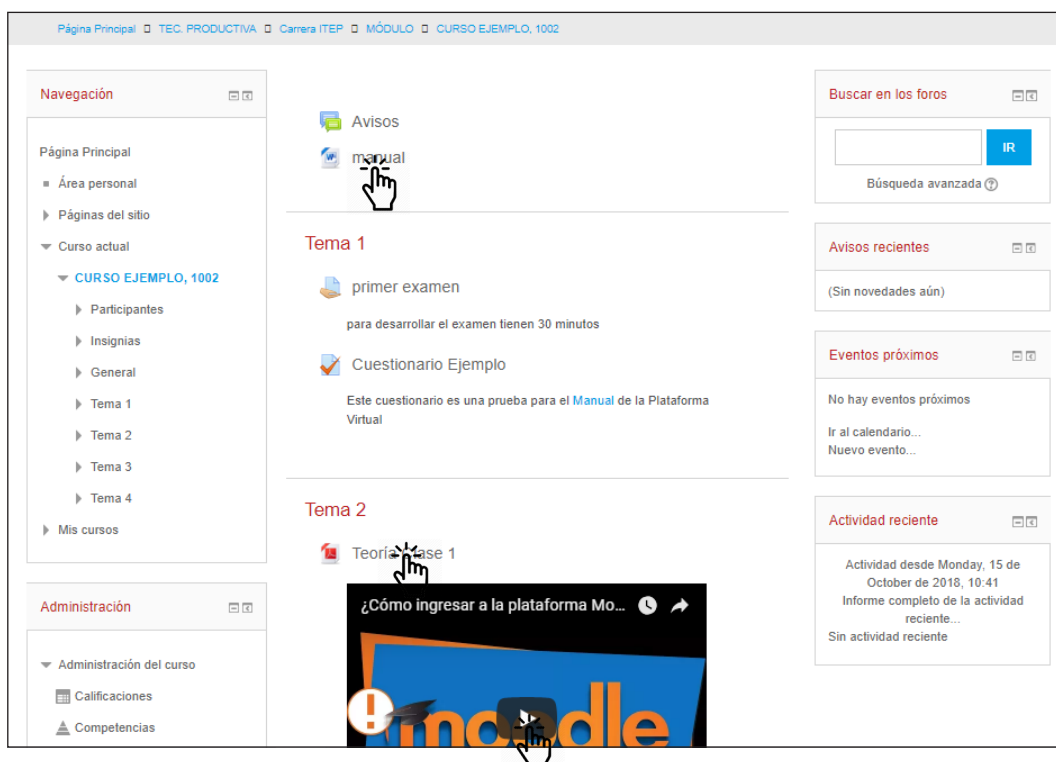 Página Principal TEC. PRODUCTIVA Carrera ITEP MÓDULO CURSO EJEMPLO, 1002
Navegación
Página Principal
Área personal
Páginas del sitio
Curso actual
CURSO EJEMPLO, 1002
Participantes
Insignias
General
Tema 1
Tema 2
Tema 3
Tema 4
Mis cursos
Administración
Administración del curso
Calificaciones
Competencias
Avisos
manual
Tema 1
primer examen
para desarrollar el examen tienen 30 minutos
Cuestionario Ejemplo
Este cuestionario es una prueba para el Manual de la Plataforma
Virtual
Tema 2
Teoría Clase 1
¿Cómo ingresar a la plataforma Mo...
moodle
Buscar en los foros
IR
Búsqueda avanzada
Avisos recientes
(Sin novedades aún)
Eventos próximos
No hay eventos próximos
Ir al calendario...
Nuevo evento...
Actividad reciente
Actividad desde Monday, 15 de
October de 2018, 10:41
Informe completo de la actividad
reciente...
Sin actividad reciente